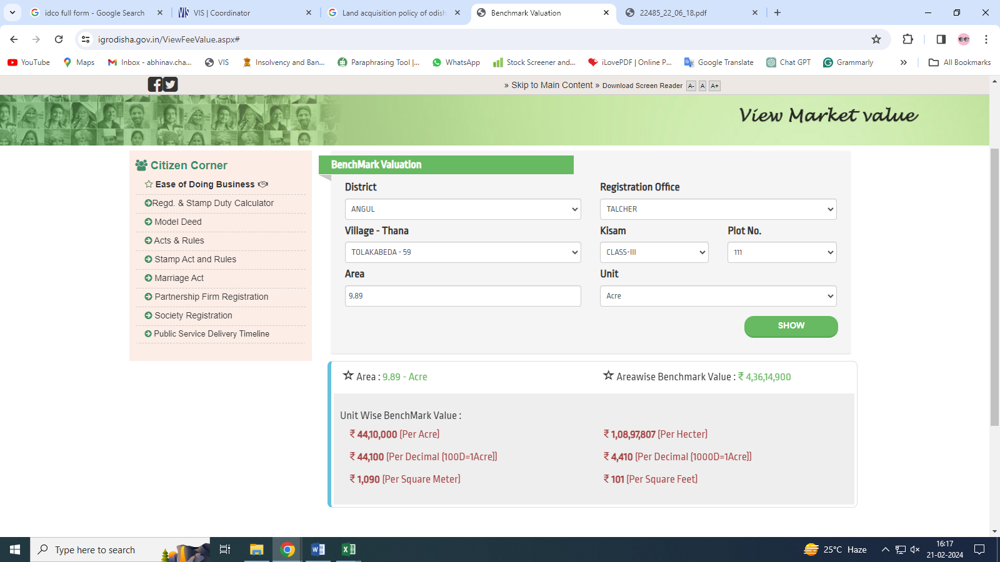 idco full form - Google Search
VIS | Coordinator
Land acquisition policy of odish
Benchmark Valuation
22485_22_06_18.pdf
igrodisha.gov.in/ViewFeeValue.aspx#
YouTube
Maps
Inbox - abhinav.cha...
VIS
Insolvency and Ban...
Paraphrasing Tool |...
WhatsApp
Stock Screener and...
iLovePDF | Online P...
Google Translate
Chat GPT
Grammarly
»
All Bookmarks
» Skip to Main Content » Download Screen Reader A- A A+
View Market value
Citizen Corner
Ease of Doing Business
Regd. & Stamp Duty Calculator
Model Deed
Acts & Rules
Stamp Act and Rules
Marriage Act
Partnership Firm Registration
Society Registration
Public Service Delivery Timeline
BenchMark Valuation
District
Registration Office
ANGUL
TALCHER
Village - Thana
Kisam
Plot No.
TOLAKABEDA - 59
CLASS-III
111
Area
Unit
9.89
Acre
SHOW
Area : 9.89 - Acre
Areawise Benchmark Value : ₹ 4,36,14,900
Unit Wise BenchMark Value :
₹ 44,10,000 (Per Acre)
₹ 1,08,97,807 (Per Hecter)
₹ 44,100 (Per Decimal (100D=1Acre))
₹ 4,410 (Per Decimal (1000D=1Acre))
₹ 1,090 (Per Square Meter)
₹ 101 (Per Square Feet)
Type here to search
25°C Haze
16:17
21-02-2024